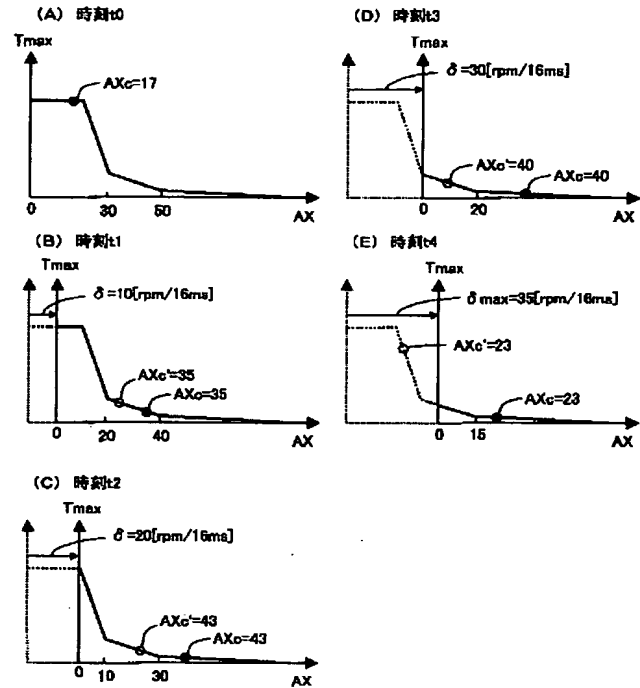 (A) 時刻t0
Tmax
AXc=17
0
30
50
AX
(B) 時刻t1
Tmax
δ=10[rpm/16ms]
AXc'=35
AXc=35
0
20
40
AX
(C) 時刻t2
Tmax
δ=20[rpm/16ms]
AXc'=43
AXc=43
0
10
30
AX
(D) 時刻t3
Tmax
δ=30[rpm/16ms]
AXc'=40
AXc=40
0
20
AX
(E) 時刻t4
Tmax
δmax=35[rpm/16ms]
AXc'=23
AXc=23
0
15
AX